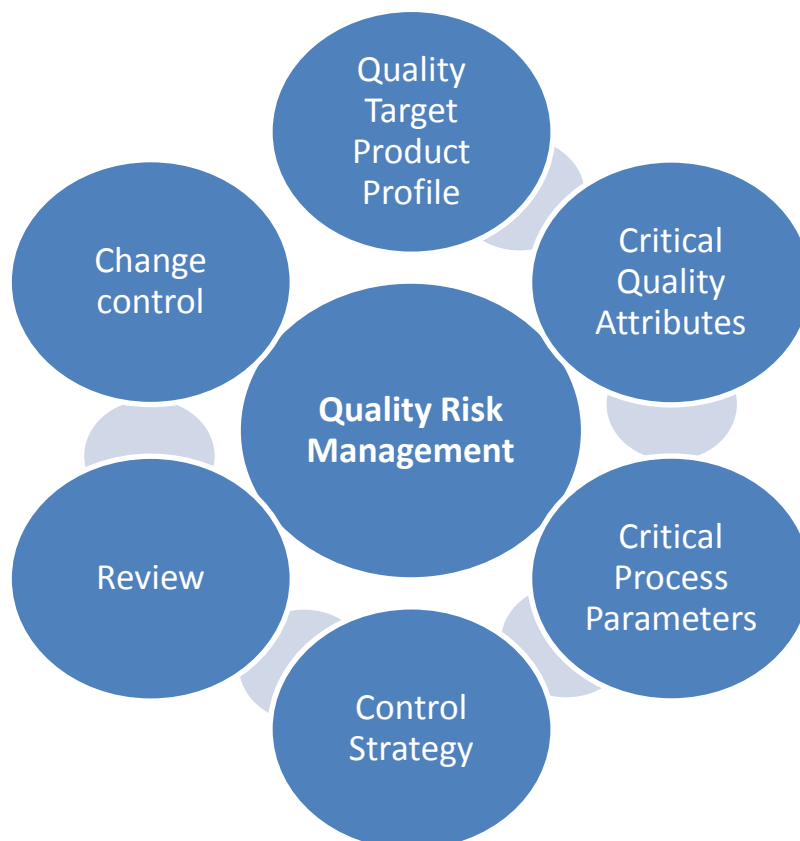 Quality
Target
Product
Profile
Change
control
Critical
Quality
Attributes
Quality Risk
Management
Review
Critical
Process
Parameters
Control
Strategy